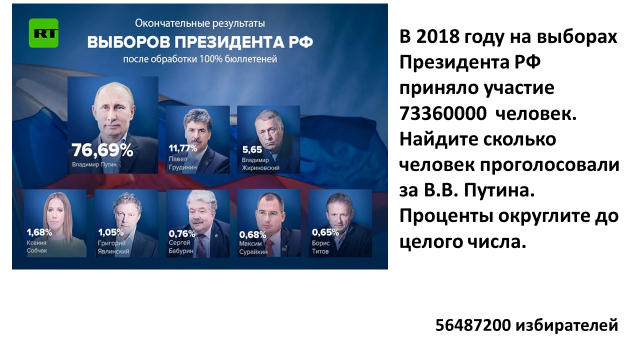 RT
Окончательные результаты
ВЫБОРОВ ПРЕЗИДЕНТА РФ
после обработки 100% бюллетеней
76,69%
Владимир Путин
11,77%
Павел
Грудинин
5,65
Владимир
Жириновский
1,68%
Ксения
Собчак
1,05%
Григорий
Явлинский
0,76%
Сергей
Бабурин
0,68%
Максим
Сурайкин
0,65%
Борис
Титов
В 2018 году на выборах
Президента РФ
приняло участие
73360000 человек.
Найдите сколько
человек проголосовали
за В.В. Путина.
Проценты округлите до
целого числа.
56487200 избирателей